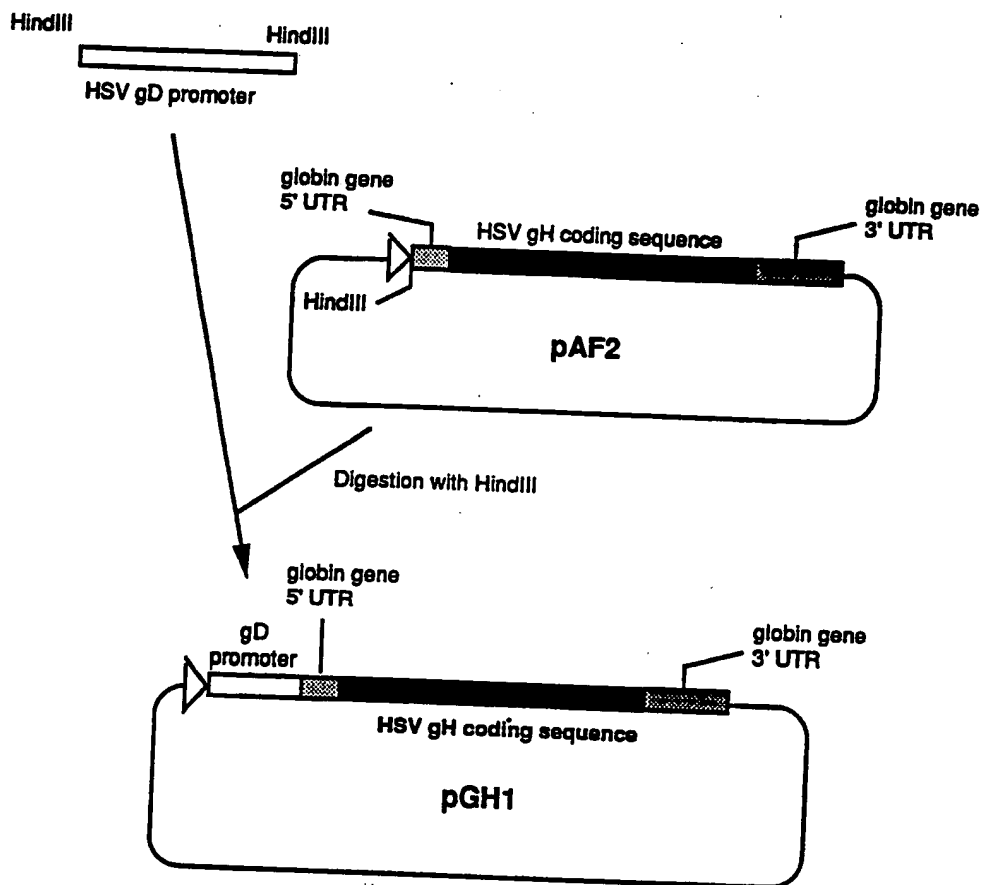 HindIII
HindIII
HSV gD promoter
globin gene
5' UTR
HSV gH coding sequence
globin gene
3' UTR
HindIII
pAF2
Digestion with HindIII
globin gene
5' UTR
gD
promoter
globin gene
3' UTR
HSV gH coding sequence
pGH1